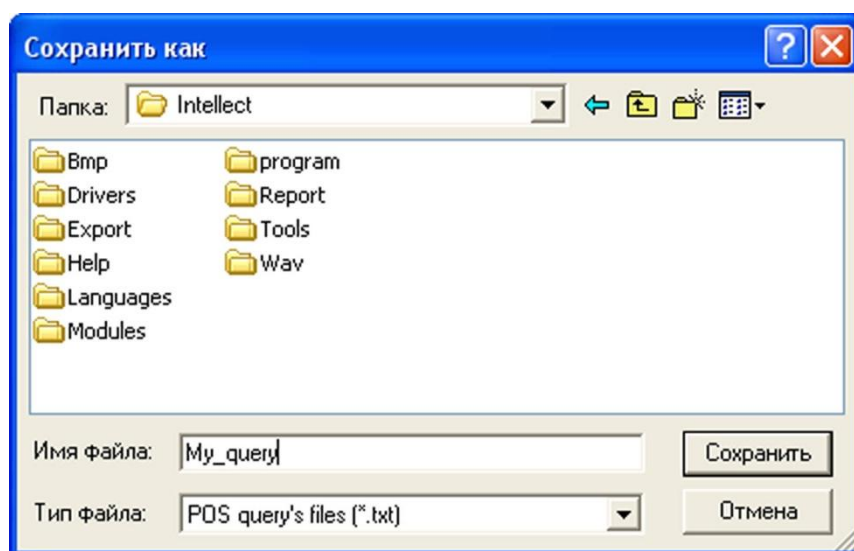 Сохранить как
Папка: Intellect
Bmp program
Drivers Report
Export Tools
Help Wav
Languages
Modules
Имя файла: My_query Сохранить
Тип файла: POS query's files (*.txt) Отмена